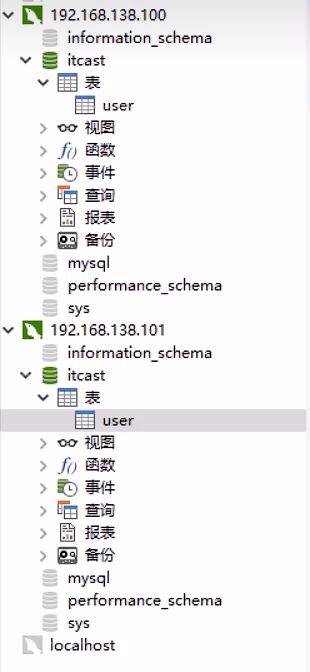 192.168.138.100
information_schema
itcast
表
user
视图
f() 函数
事件
查询
报表
备份
mysql
performance_schema
sys
192.168.138.101
information_schema
itcast
表
user
视图
f() 函数
事件
查询
报表
备份
mysql
performance_schema
sys
localhost